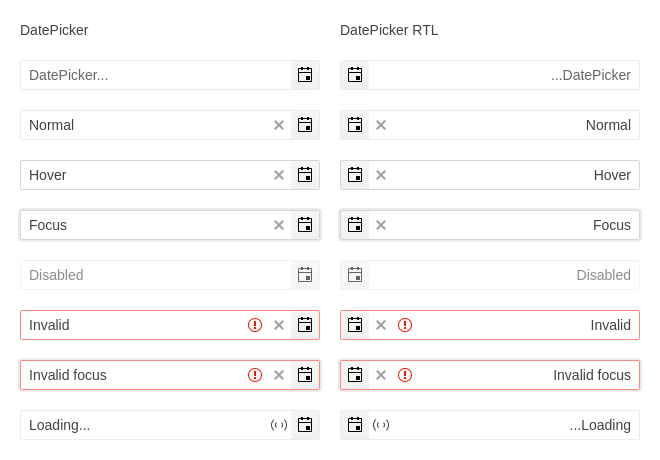 DatePicker DatePicker RTL
DatePicker... ...DatePicker
Normal Normal
Hover Hover
Focus Focus
Disabled Disabled
Invalid Invalid
Invalid focus Invalid focus
Loading... ...Loading